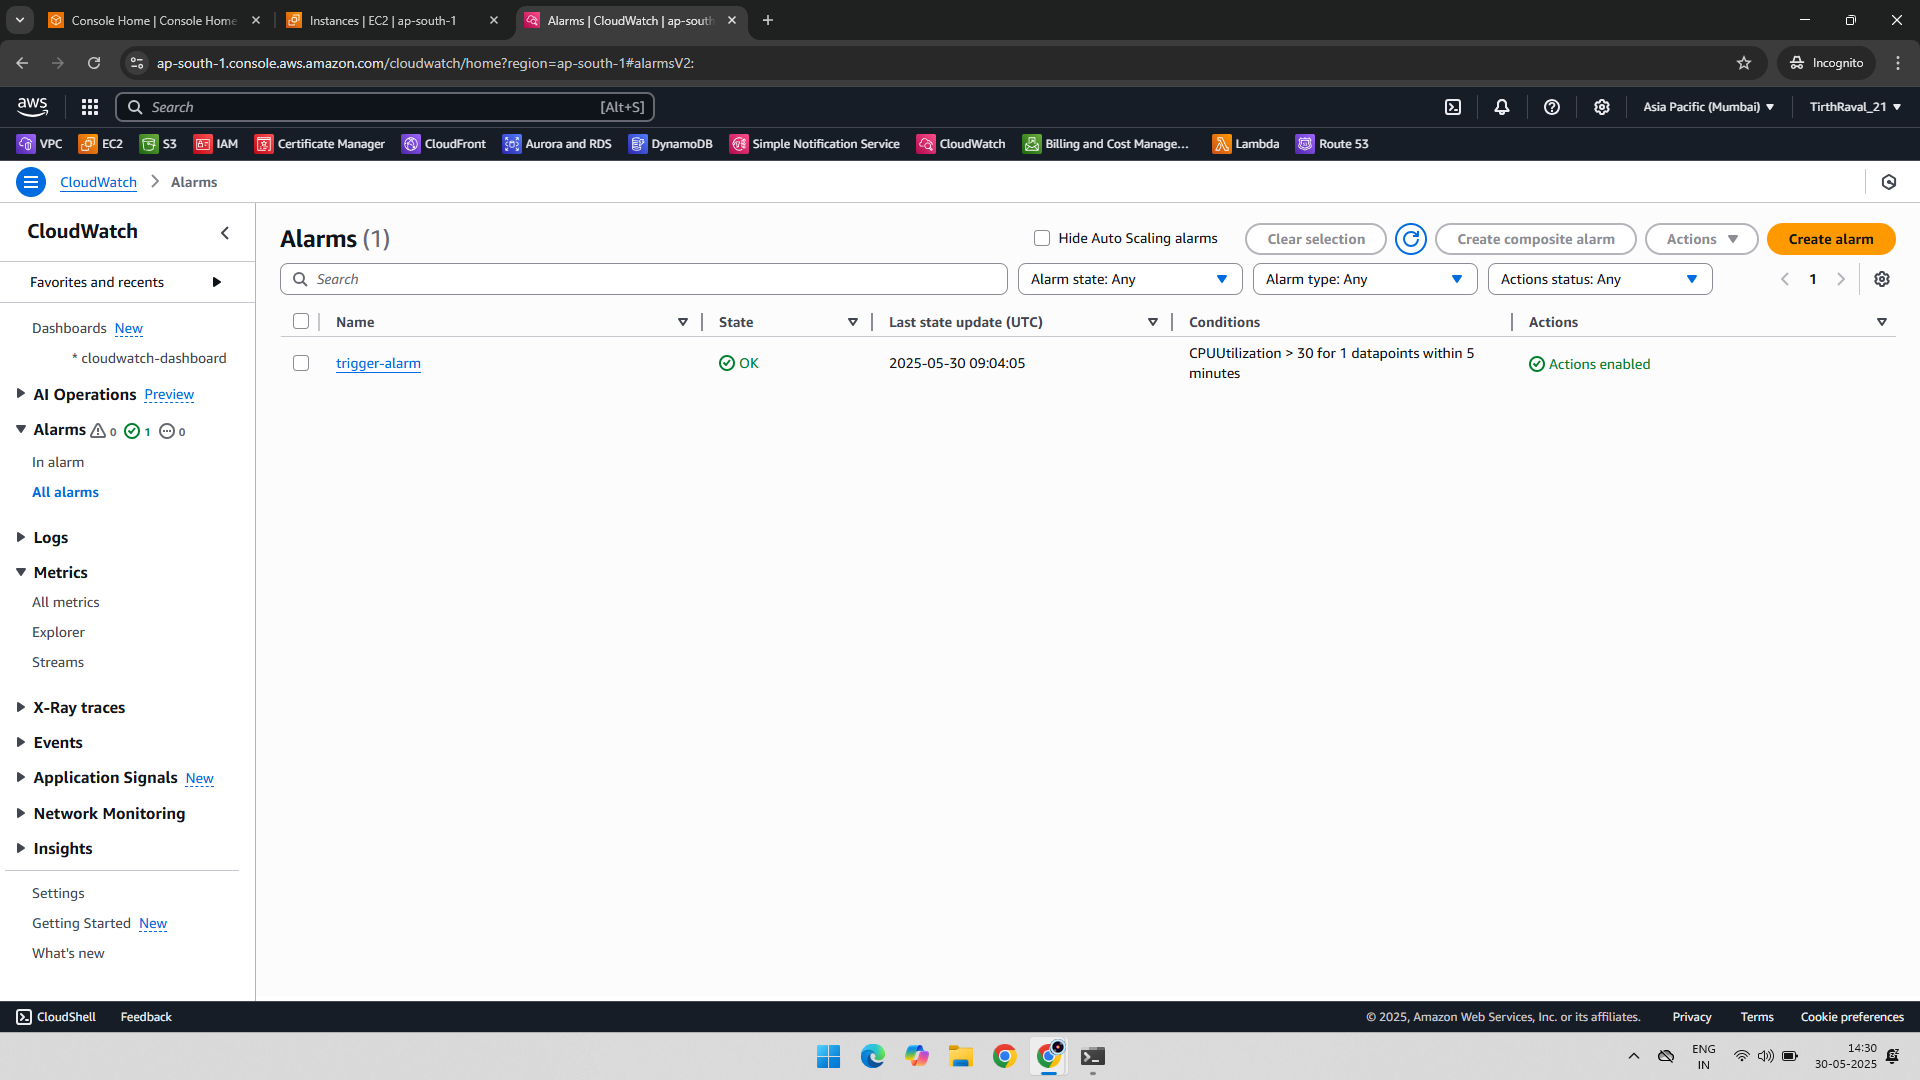 Console Home | Console Home
Instances | EC2 | ap-south-1
Alarms | CloudWatch | ap-south
ap-south-1.console.aws.amazon.com/cloudwatch/home?region=ap-south-1#alarmsV2:
Incognito
aws
Search
[Alt+S]
Asia Pacific (Mumbai)
TirthRaval_21
VPC
EC2
S3
IAM
Certificate Manager
CloudFront
Aurora and RDS
DynamoDB
Simple Notification Service
CloudWatch
Billing and Cost Manage...
Lambda
Route 53
CloudWatch
Alarms
CloudWatch
Favorites and recents
Dashboards New
* cloudwatch-dashboard
AI Operations Preview
Alarms 0 1 0
In alarm
All alarms
Logs
Metrics
All metrics
Explorer
Streams
X-Ray traces
Events
Application Signals New
Network Monitoring
Insights
Settings
Getting Started New
What's new
Alarms (1)
Hide Auto Scaling alarms
Clear selection
Create composite alarm
Actions
Create alarm
Search
Alarm state: Any
Alarm type: Any
Actions status: Any
1
Name
State
Last state update (UTC)
Conditions
Actions
trigger-alarm
OK
2025-05-30 09:04:05
CPUUtilization > 30 for 1 datapoints within 5
minutes
Actions enabled
CloudShell
Feedback
© 2025, Amazon Web Services, Inc. or its affiliates.
Privacy
Terms
Cookie preferences
ENG
IN
14:30
30-05-2025